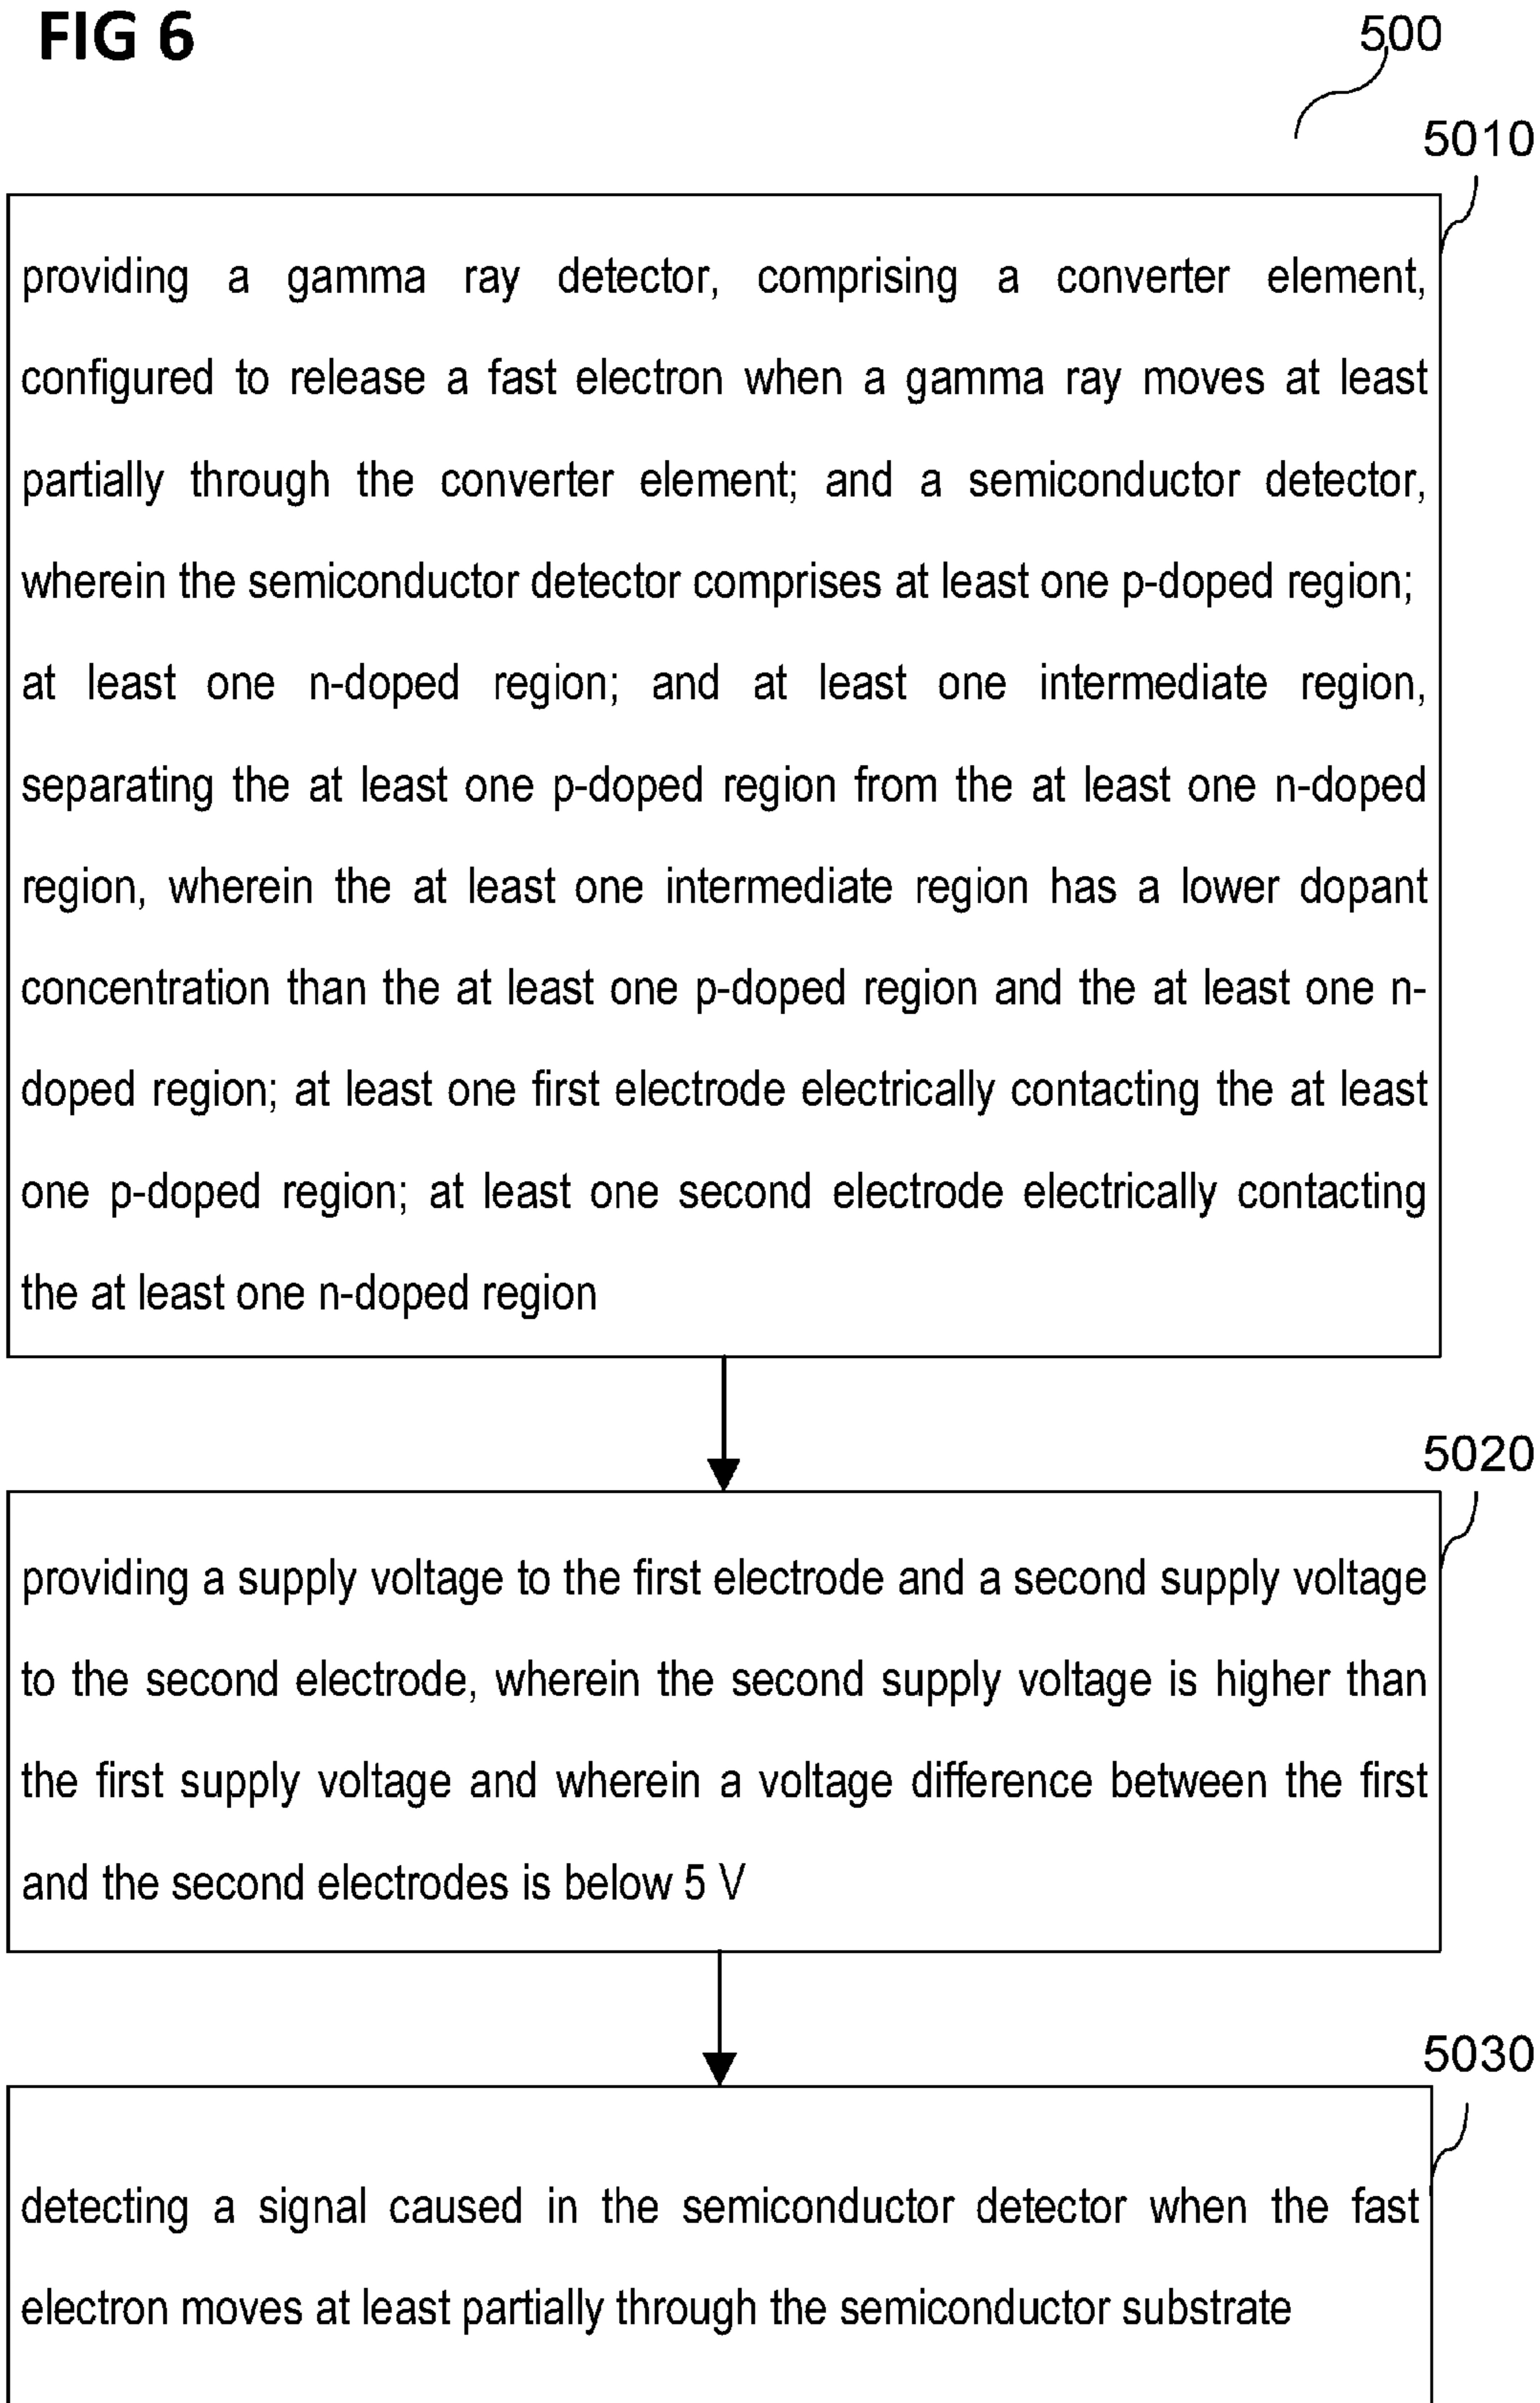 FIG 6
500
5010
providing a gamma ray detector, comprising a converter element,
configured to release a fast electron when a gamma ray moves at least
partially through the converter element; and a semiconductor detector,
wherein the semiconductor detector comprises at least one p-doped region;
at least one n-doped region; and at least one intermediate region,
separating the at least one p-doped region from the at least one n-doped
region, wherein the at least one intermediate region has a lower dopant
concentration than the at least one p-doped region and the at least one n-
doped region; at least one first electrode electrically contacting the at least
one p-doped region; at least one second electrode electrically contacting
the at least one n-doped region
5020
providing a supply voltage to the first electrode and a second supply voltage
to the second electrode, wherein the second supply voltage is higher than
the first supply voltage and wherein a voltage difference between the first
and the second electrodes is below 5 V
5030
detecting a signal caused in the semiconductor detector when the fast
electron moves at least partially through the semiconductor substrate